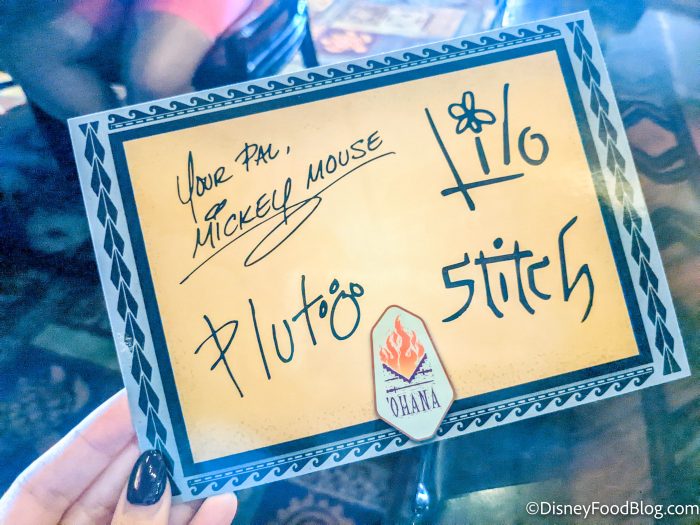 YOUR PAL,
MICKEY MOUSE
Lilo
Pluto
Stitch
'OHANA
©DisneyFoodBlog.com